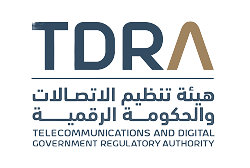 TDRA
هيئة تنظيم الاتصالات
والحكومة الرقمية
TELECOMMUNICATIONS AND DIGITAL
GOVERNMENT REGULATORY AUTHORITY